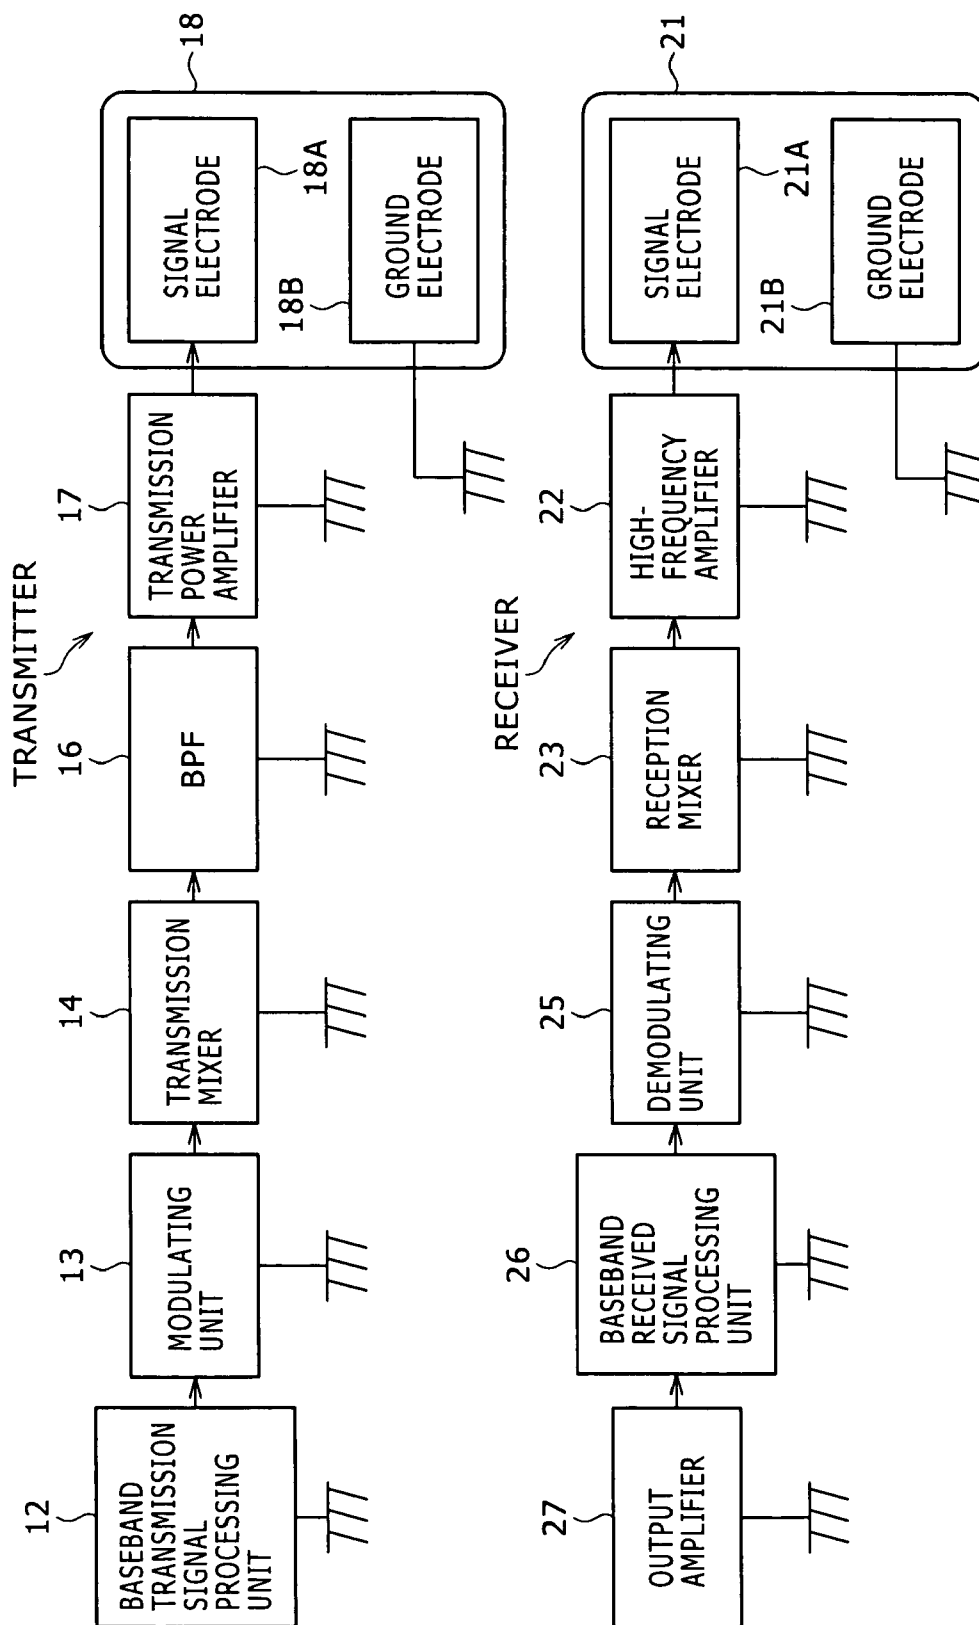 TRANSMITTER
12
BASEBAND
TRANSMISSION
SIGNAL
PROCESSING
UNIT
13
MODULATING
UNIT
14
TRANSMISSION
MIXER
16
BPF
17
TRANSMISSION
POWER
AMPLIFIER
18
SIGNAL
ELECTRODE
18A
18B
GROUND
ELECTRODE
RECEIVER
27
OUTPUT
AMPLIFIER
26
BASEBAND
RECEIVED
SIGNAL
PROCESSING
UNIT
25
DEMODULATING
UNIT
23
RECEPTION
MIXER
22
HIGH-
FREQUENCY
AMPLIFIER
21
SIGNAL
ELECTRODE
21A
21B
GROUND
ELECTRODE